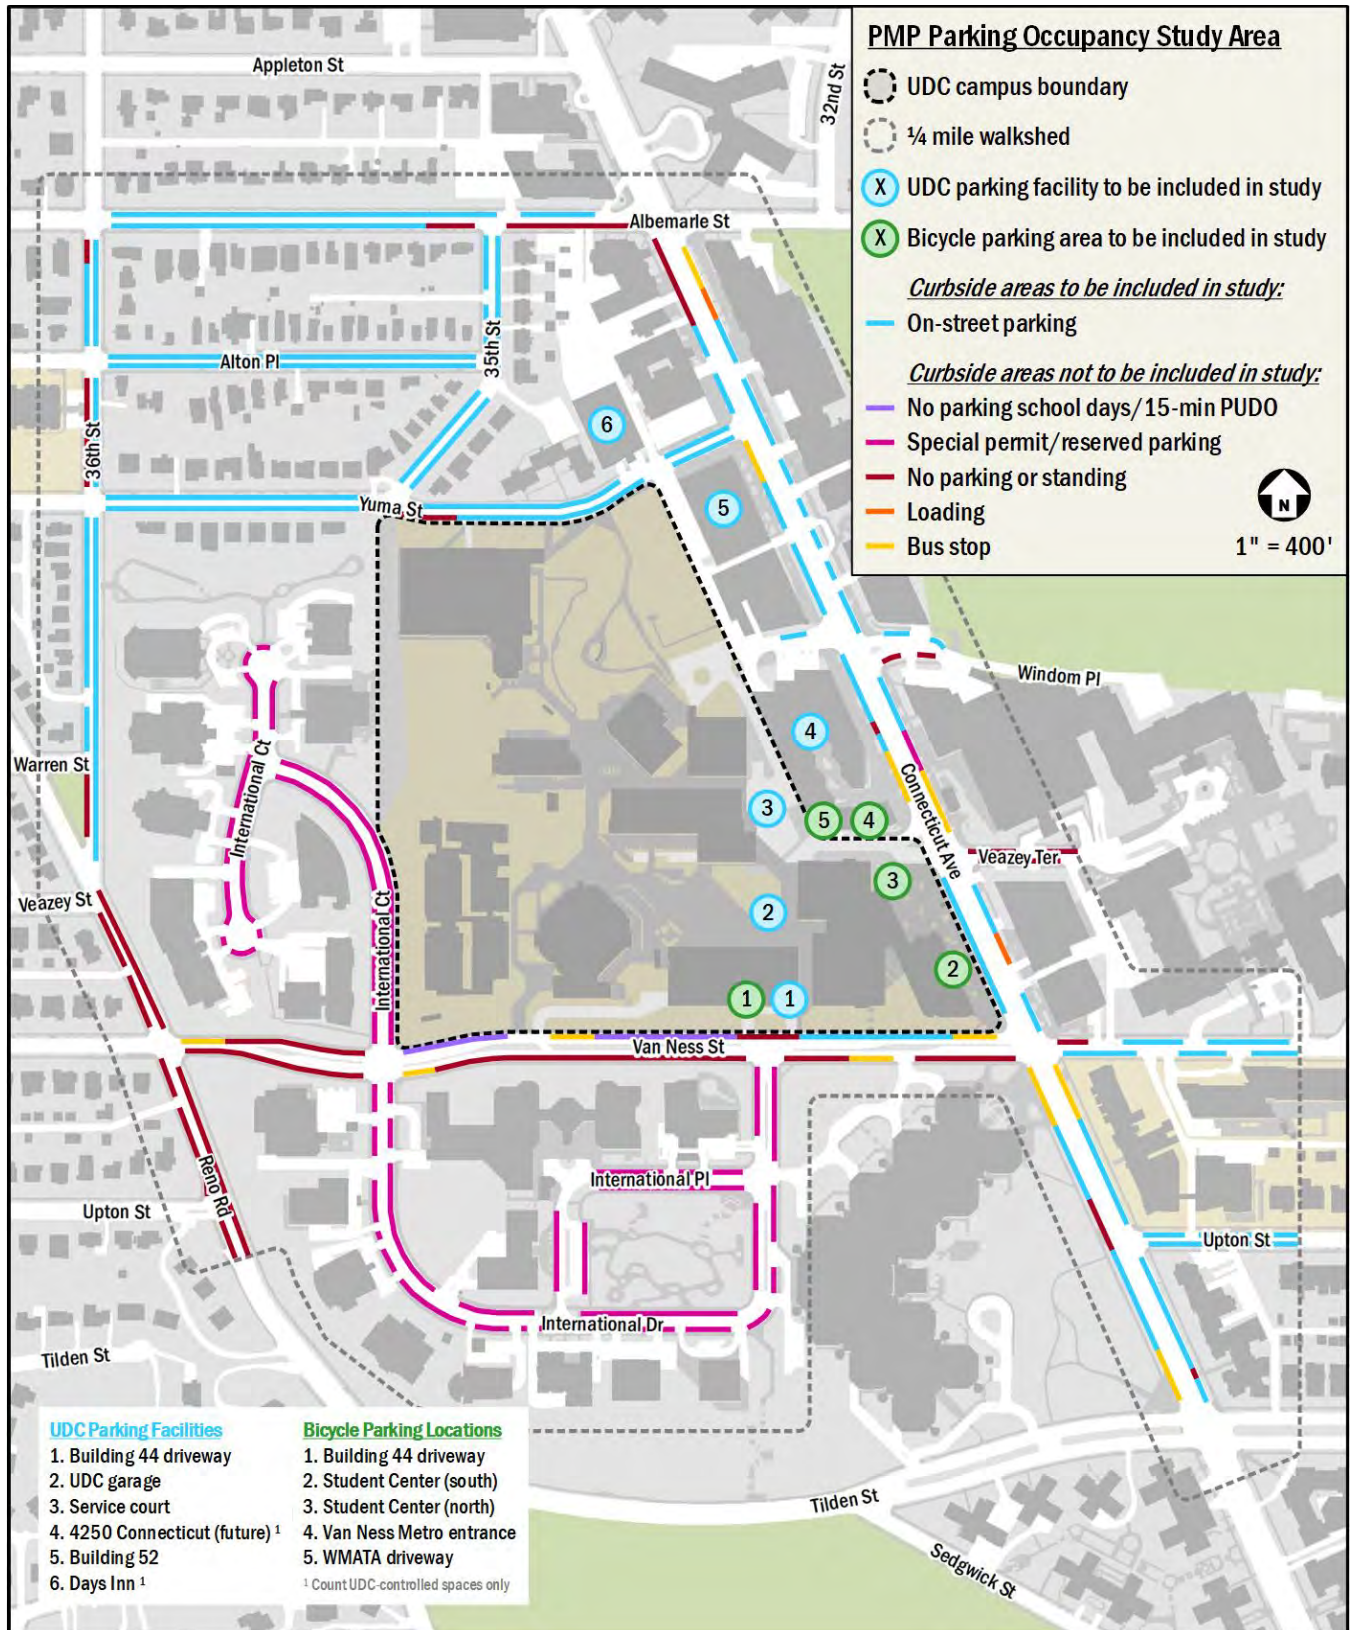 PMP Parking Occupancy Study Area
UDC campus boundary
¼ mile walkshed
X UDC parking facility to be included in study
X Bicycle parking area to be included in study
Curbside areas to be included in study:
On-street parking
Curbside areas not to be included in study:
No parking school days/15-min PUDO
Special permit/reserved parking
No parking or standing
Loading
Bus stop
N
1" = 400'
Appleton St
32nd St
Albemarle St
35th St
Alton Pl
36th St
6
Yuma St
5
Windom Pl
4
Warren St
International Ct
Connecticut Ave
3
5
4
Veazey Ter
3
Veazey St
2
International Ct
2
1
1
Van Ness St
Reno Rd
International Pl
Upton St
Upton St
International Dr
Tilden St
Tilden St
Sedgwick St
UDC Parking Facilities
1. Building 44 driveway
2. UDC garage
3. Service court
4. 4250 Connecticut (future) ¹
5. Building 52
6. Days Inn ¹
Bicycle Parking Locations
1. Building 44 driveway
2. Student Center (south)
3. Student Center (north)
4. Van Ness Metro entrance
5. WMATA driveway
¹ Count UDC-controlled spaces only